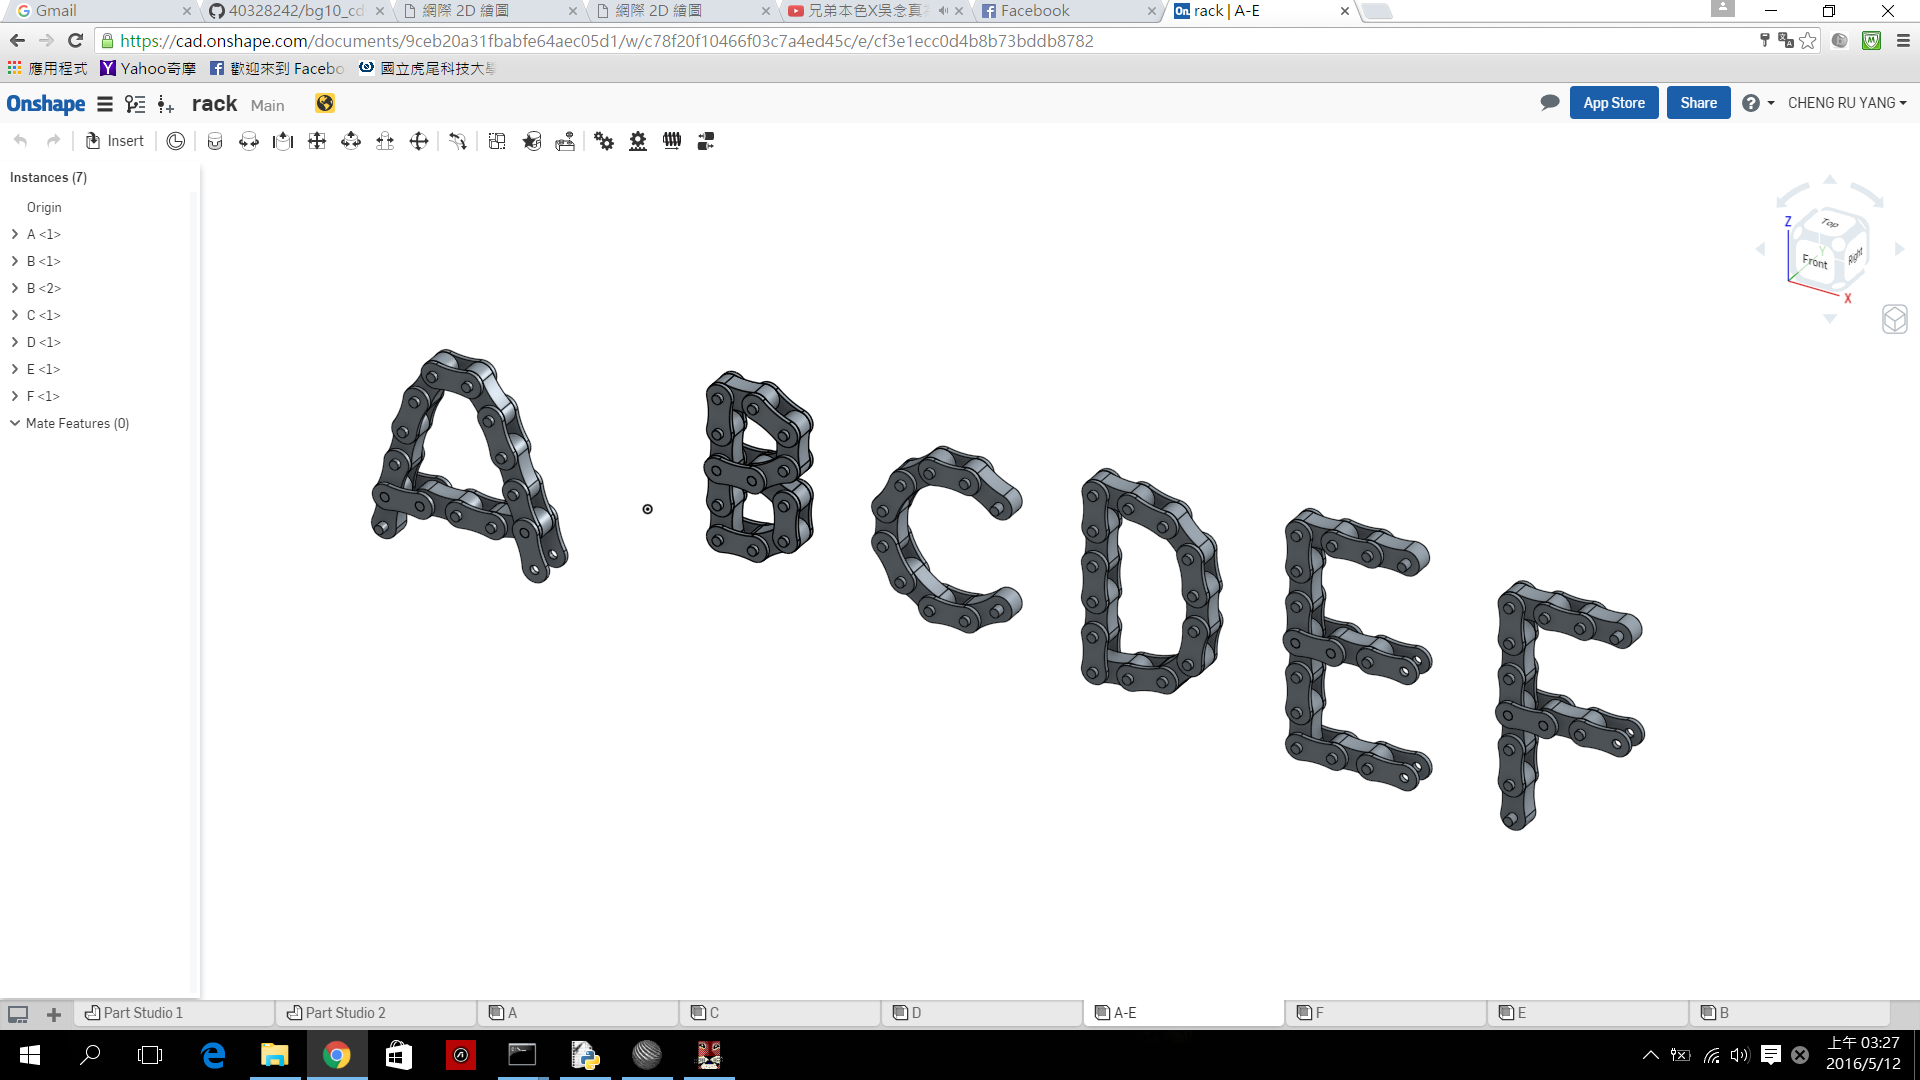 Gmail
40328242/bg10_cd
網際 2D 繪圖
網際 2D 繪圖
兄弟本色X吳念真
Facebook
On. rack | A-E
https://cad.onshape.com/documents/9ceb20a31fbabfe64aec05d1/w/c78f20f10466f03c7a4ed45c/e/cf3e1ecc0d4b8b73bddb8782
應用程式
Yahoo奇摩
歡迎來到 Facebo
國立虎尾科技大學
Onshape
rack Main
App Store
Share
CHENG RU YANG
Insert
Instances (7)
Origin
A <1>
B <1>
B <2>
C <1>
D <1>
E <1>
F <1>
Mate Features (0)
Z
Top
Y
Front
Right
X
A B C D E F
Part Studio 1
Part Studio 2
A
C
D
A-E
F
E
B
上午 03:27
2016/5/12